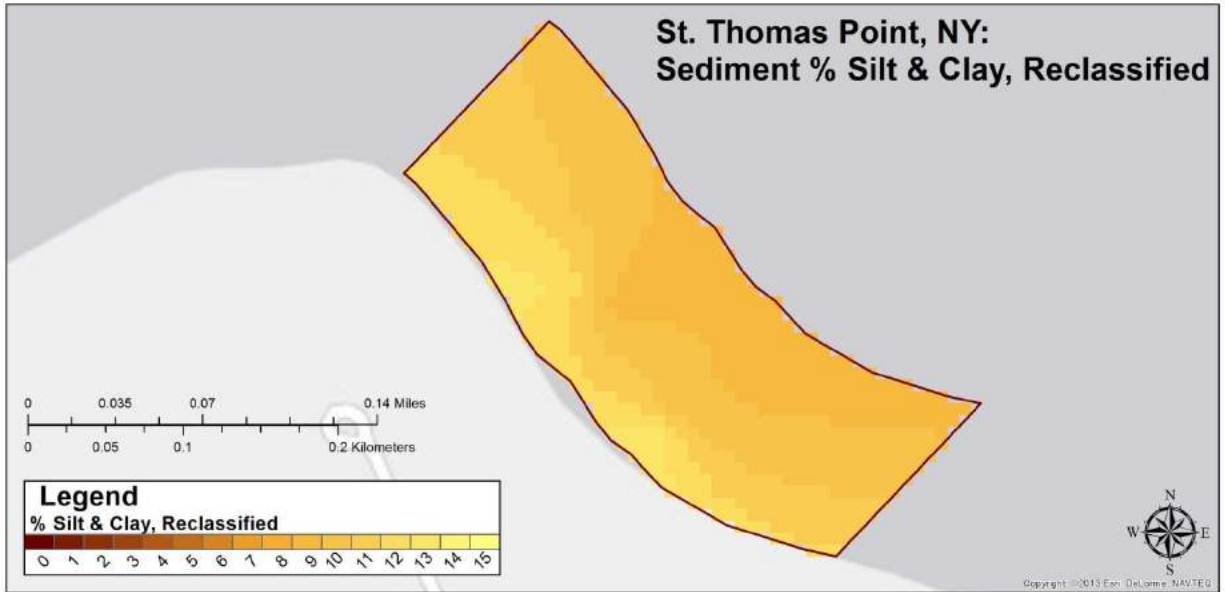 St. Thomas Point, NY:
Sediment % Silt & Clay, Reclassified
0 0.035 0.07 0.14 Miles
0 0.05 0.1 0.2 Kilometers
Legend
% Silt & Clay, Reclassified
0 1 2 3 4 5 6 7 8 9 10 11 12 13 14 15
N
W E
S
Copyright: ©2013 Esri, DeLorme, NAVTEQ